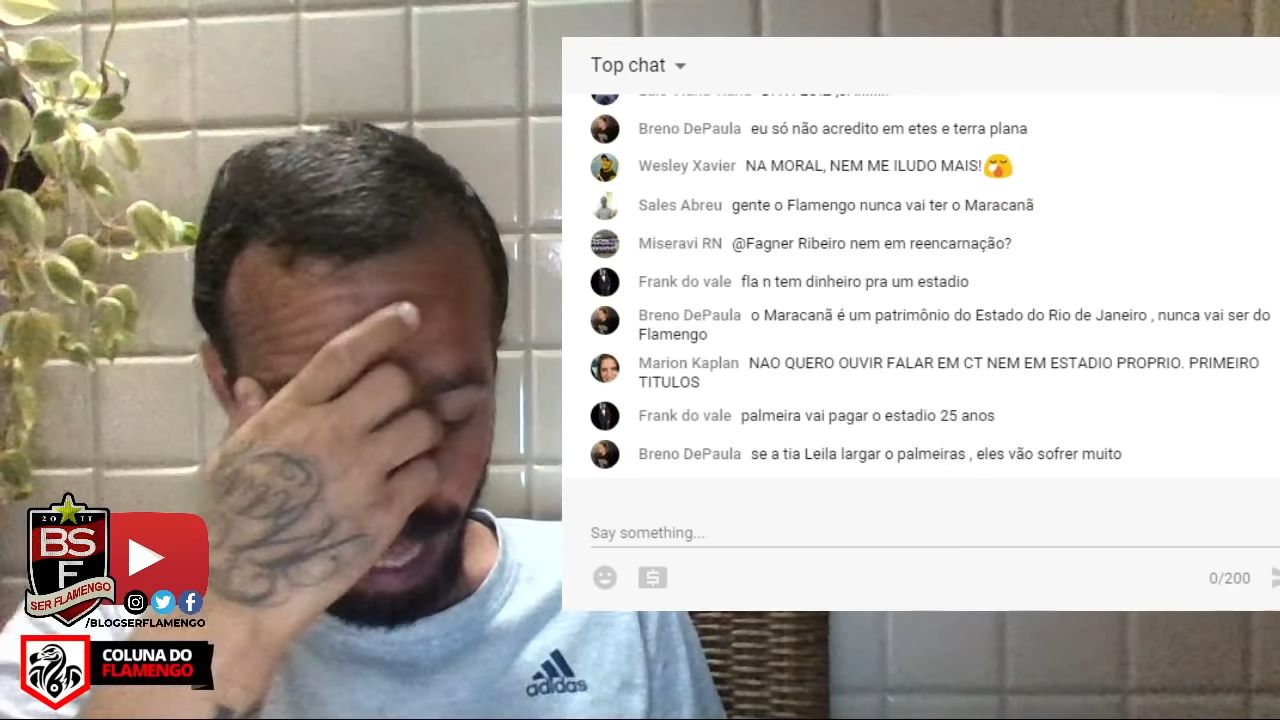 Top chat
Breno DePaula eu só não acredito em etes e terra plana
Wesley Xavier NA MORAL, NEM ME ILUDO MAIS!
Sales Abreu gente o Flamengo nunca vai ter o Maracanã
Miseravi RN @Fagner Ribeiro nem em reencarnação?
Frank do vale fla n tem dinheiro pra um estadio
Breno DePaula o Maracanã é um patrimônio do Estado do Rio de Janeiro , nunca vai ser do
Flamengo
Marion Kaplan NAO QUERO OUVIR FALAR EM CT NEM EM ESTADIO PROPRIO. PRIMEIRO
TITULOS
Frank do vale palmeira vai pagar o estadio 25 anos
Breno DePaula se a tia Leila largar o palmeiras , eles vão sofrer muito
Say something...
0/200
2011
BS
F
SER FLAMENGO
/BLOGSERFLAMENGO
COLUNA DO
FLAMENGO
adidas